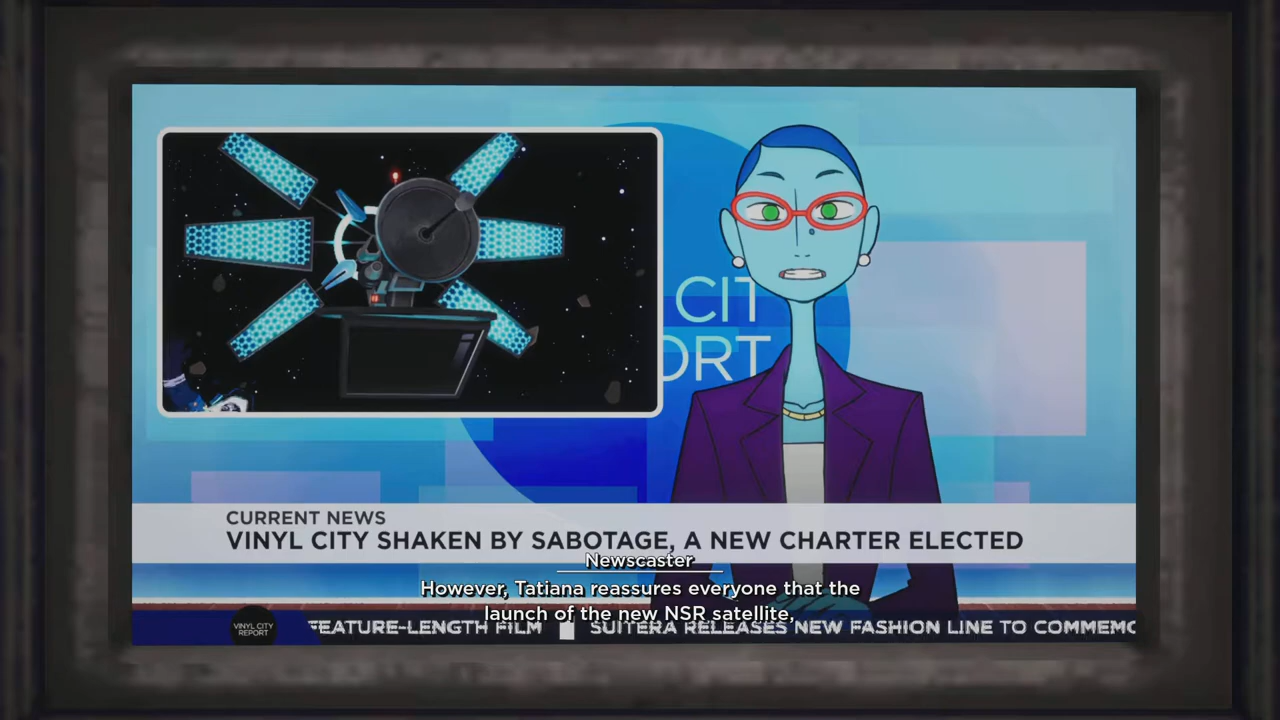 CIT
ORT
CURRENT NEWS
VINYL CITY SHAKEN BY SABOTAGE, A NEW CHARTER ELECTED
Newscaster
However, Tatiana reassures everyone that the
launch of the new NSR satellite,
VINYL CITY
REPORT
FEATURE-LENGTH FILM SUITERA RELEASES NEW FASHION LINE TO COMMEMO